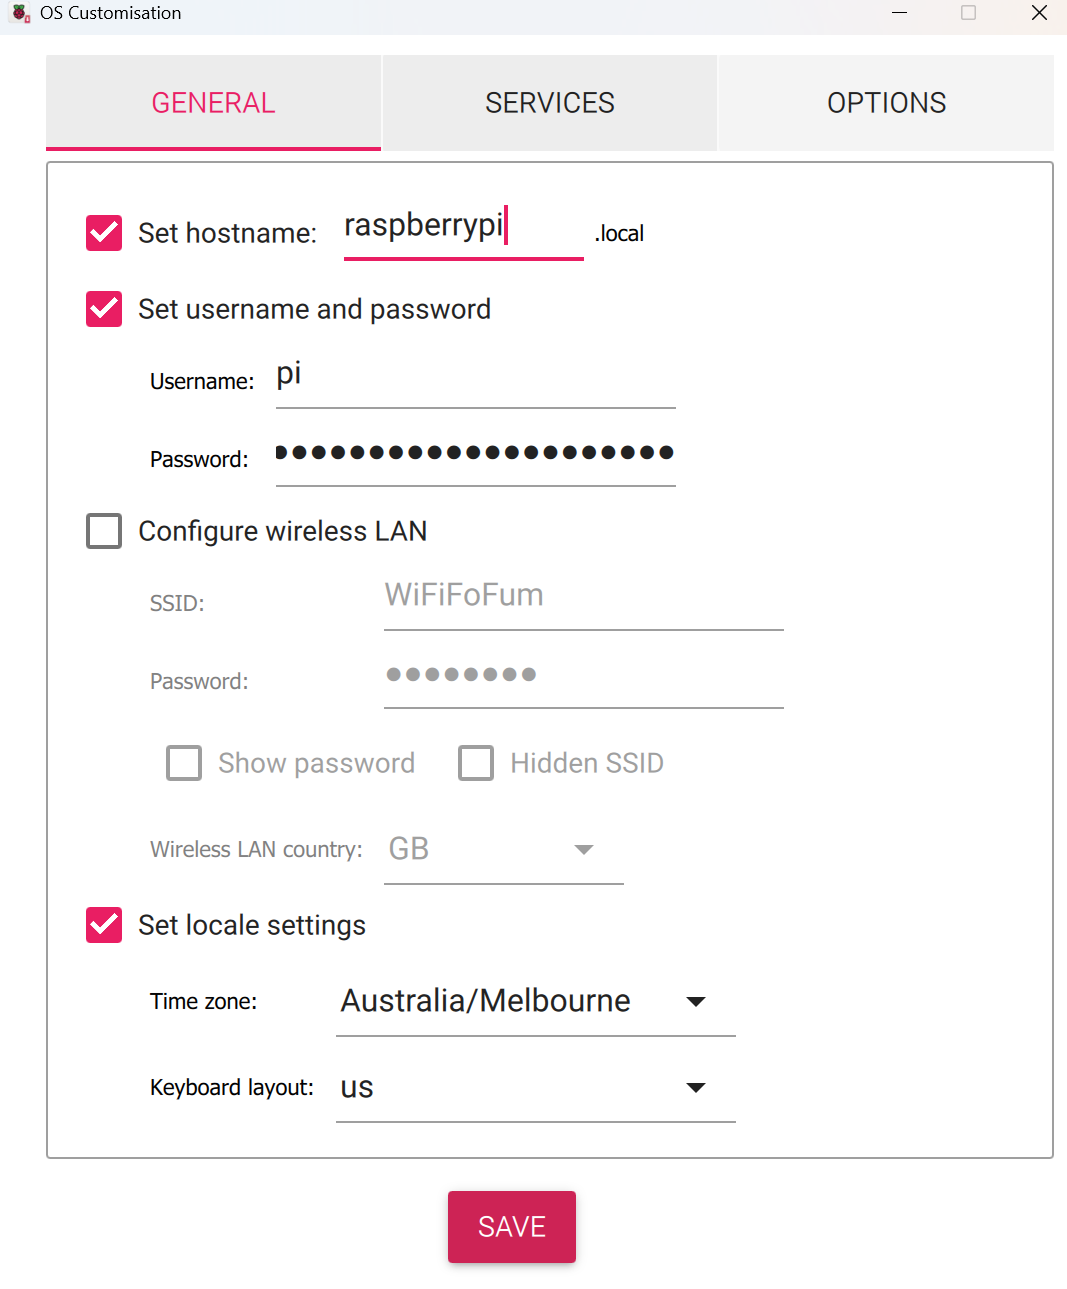 OS Customisation
GENERAL SERVICES OPTIONS
Set hostname: raspberrypi .local
Set username and password
Username: pi
Password: ●●●●●●●●●●●●●●●●●●●●●
Configure wireless LAN
SSID: WiFiFoFum
Password: ●●●●●●●●
Show password Hidden SSID
Wireless LAN country: GB
Set locale settings
Time zone: Australia/Melbourne
Keyboard layout: us
SAVE